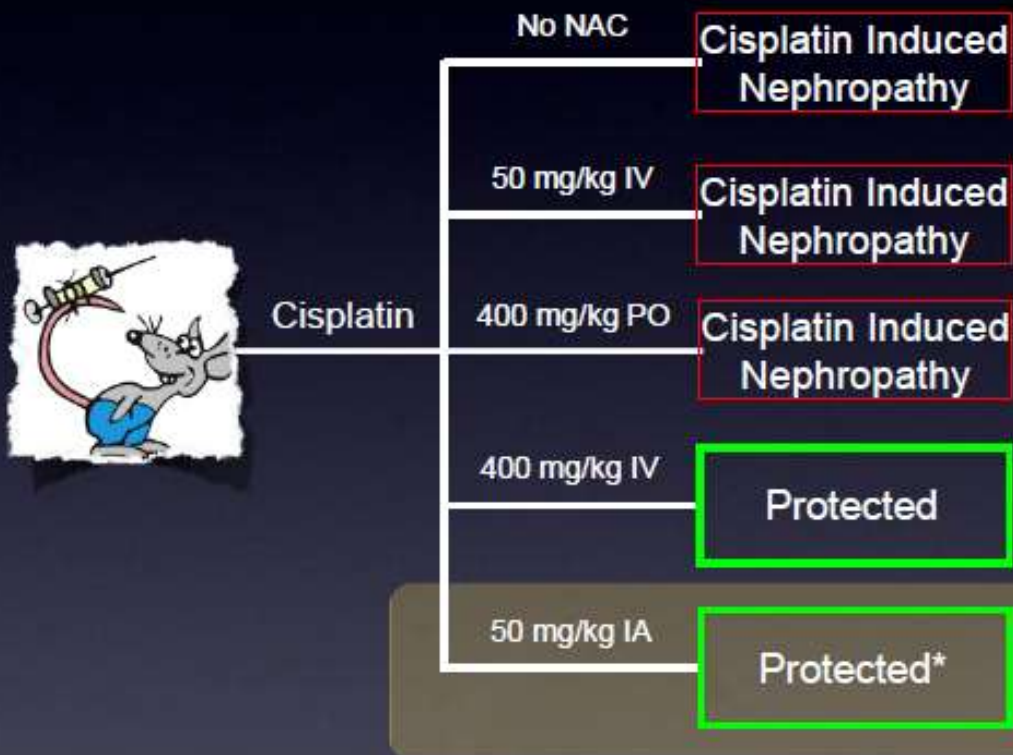 No NAC
Cisplatin Induced
Nephropathy
50 mg/kg IV
Cisplatin Induced
Nephropathy
Cisplatin
400 mg/kg PO
Cisplatin Induced
Nephropathy
400 mg/kg IV
Protected
50 mg/kg IA
Protected*